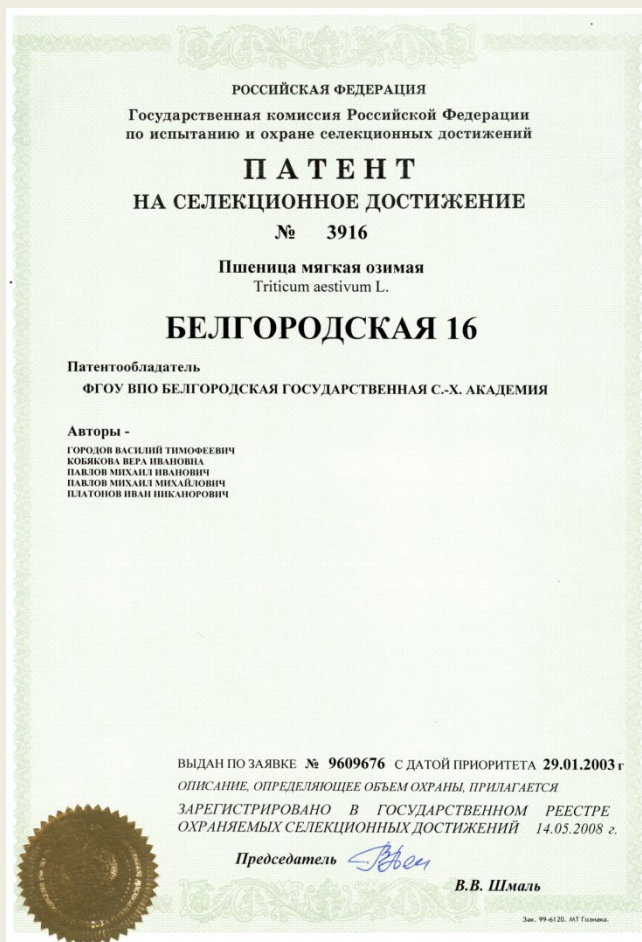 РОССИЙСКАЯ ФЕДЕРАЦИЯ
Государственная комиссия Российской Федерации
по испытанию и охране селекционных достижений
ПАТЕНТ
НА СЕЛЕКЦИОННОЕ ДОСТИЖЕНИЕ
№ 3916
Пшеница мягкая озимая
Triticum aestivum L.
БЕЛГОРОДСКАЯ 16
Патентообладатель
ФГОУ ВПО БЕЛГОРОДСКАЯ ГОСУДАРСТВЕННАЯ С.-Х. АКАДЕМИЯ
Авторы -
ГОРОДОВ ВАСИЛИЙ ТИМОФЕЕВИЧ
КОБЯКОВА ВЕРА ИВАНОВНА
ПАВЛОВ МИХАИЛ ИВАНОВИЧ
ПАВЛОВ МИХАИЛ МИХАЙЛОВИЧ
ПЛАТОНОВ ИВАН НИКАНОРОВИЧ
ВЫДАН ПО ЗАЯВКЕ № 9609676 С ДАТОЙ ПРИОРИТЕТА 29.01.2003 г
ОПИСАНИЕ, ОПРЕДЕЛЯЮЩЕЕ ОБЪЕМ ОХРАНЫ, ПРИЛАГАЕТСЯ
ЗАРЕГИСТРИРОВАНО В ГОСУДАРСТВЕННОМ РЕЕСТРЕ
ОХРАНЯЕМЫХ СЕЛЕКЦИОННЫХ ДОСТИЖЕНИЙ 14.05.2008 г.
Председатель
В.В. Шмаль
Зак. 99-6120. МТ Гознака.